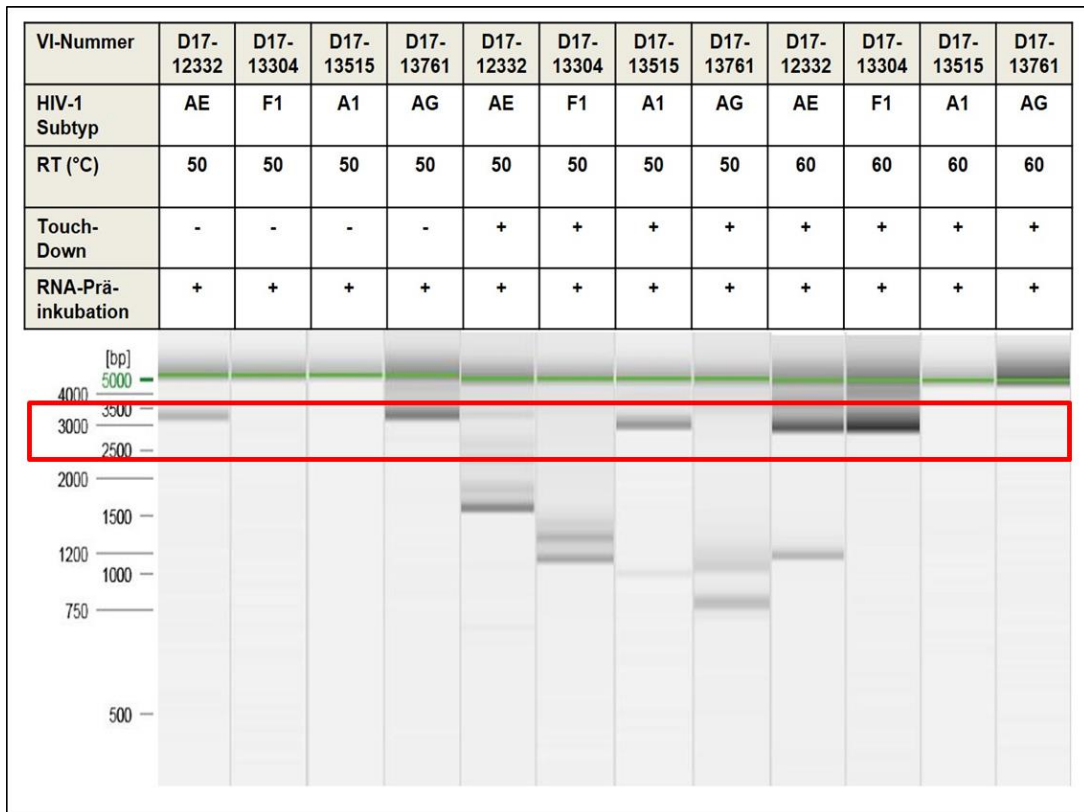 VI-Nummer D17-12332 D17-13304 D17-13515 D17-13761 D17-12332 D17-13304 D17-13515 D17-13761 D17-12332 D17-13304 D17-13515 D17-13761
HIV-1 Subtyp AE F1 A1 AG AE F1 A1 AG AE F1 A1 AG
RT (°C) 50 50 50 50 50 50 50 50 60 60 60 60
Touch-Down - - - - + + + + + + + +
RNA-Prä-inkubation + + + + + + + + + + + +
[bp]
5000
4000
3500
3000
2500
2000
1500
1200
1000
750
500